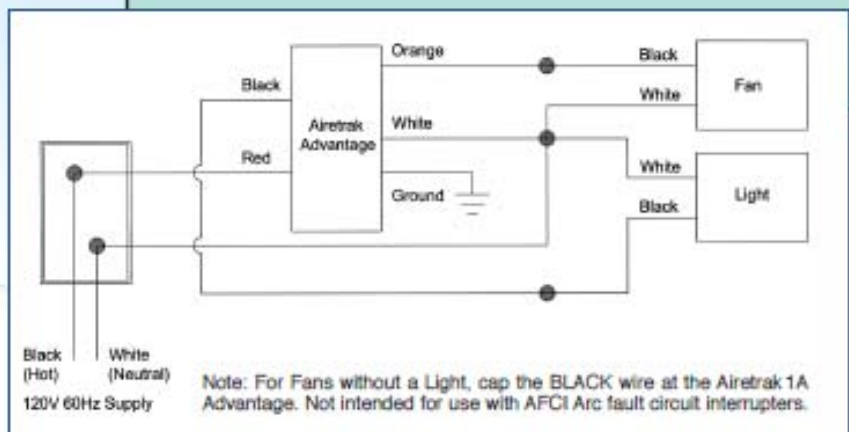 Orange
Black
Black
White
Fan
Airetrak
Advantage
White
Red
White
Light
Ground
Black
Black
(Hot)
White
(Neutral)
120V 60Hz Supply
Note: For Fans without a Light, cap the BLACK wire at the Airetrak 1A
Advantage. Not intended for use with AFCI Arc fault circuit interrupters.